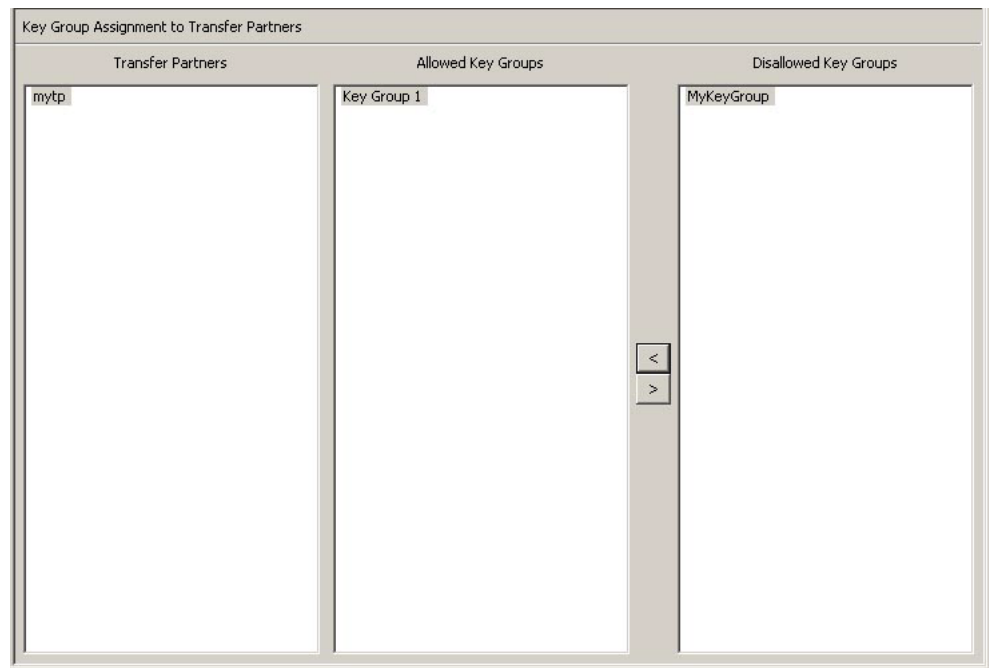 Key Group Assignment to Transfer Partners
Transfer Partners
Allowed Key Groups
Disallowed Key Groups
mytp
Key Group 1
MyKeyGroup
<
>